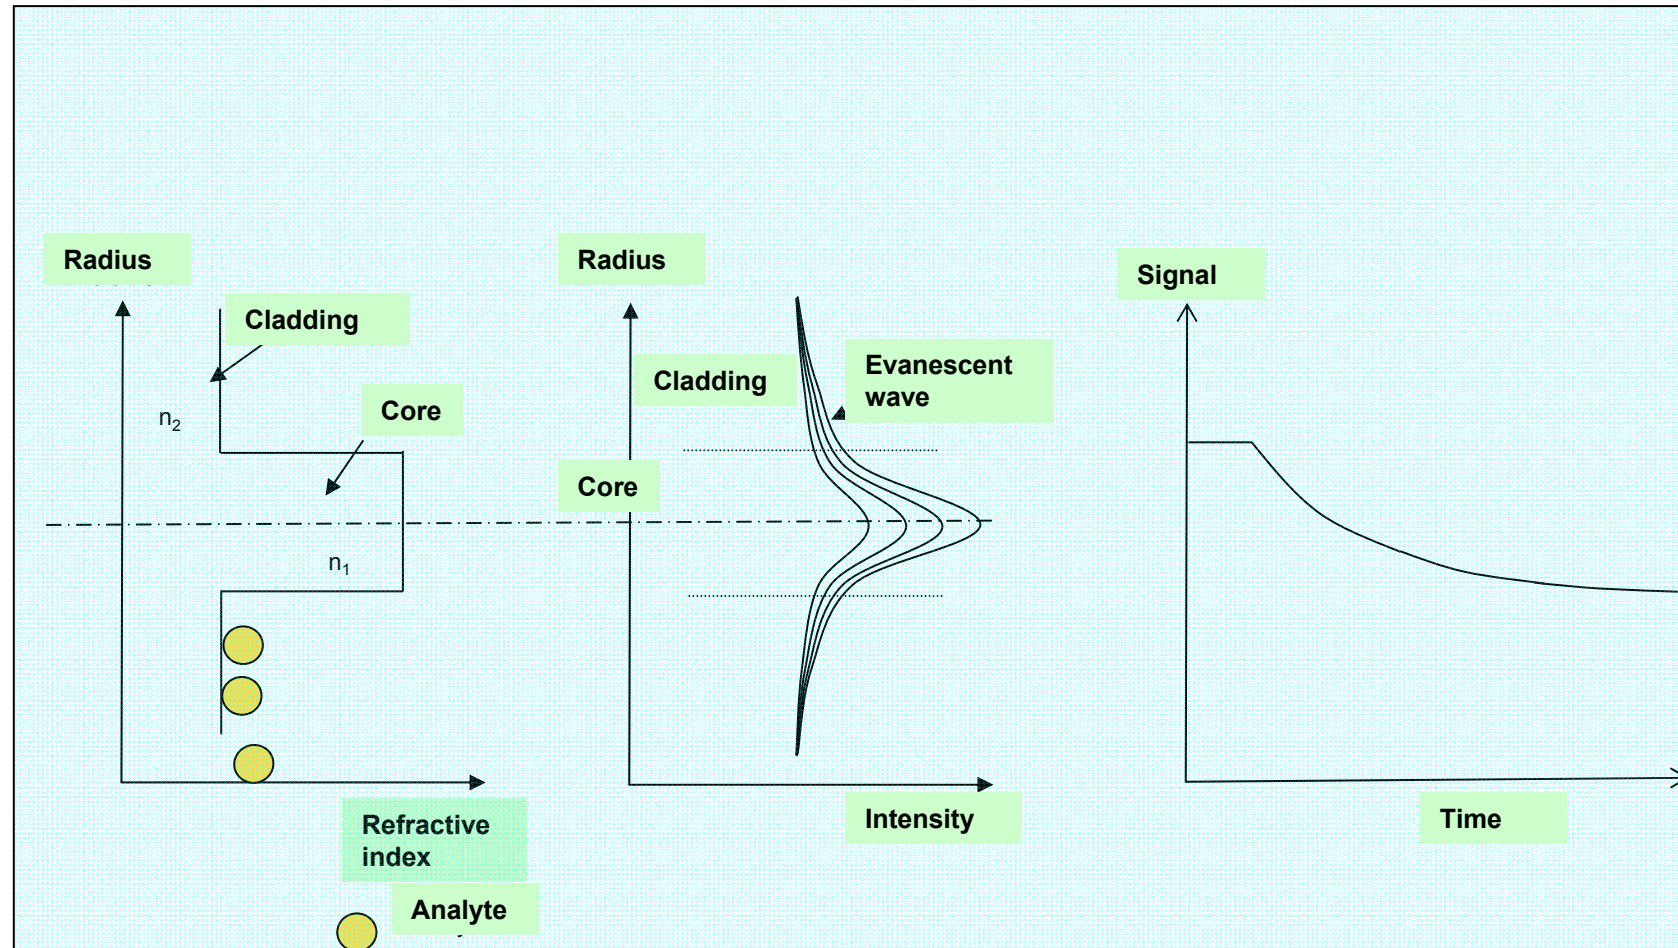 Radius
Cladding
Core
n2
n1
Refractive
index
Analyte
Radius
Cladding
Evanescent
wave
Core
Intensity
Signal
Time